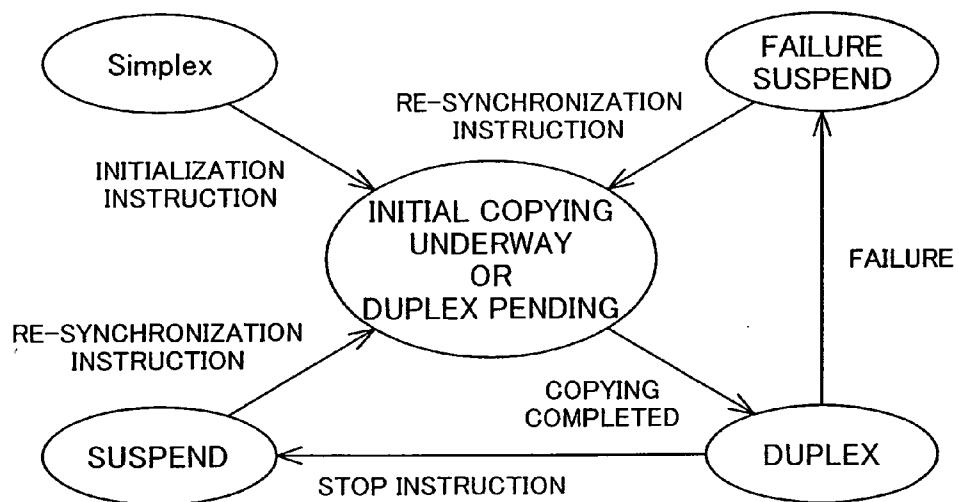 Simplex
FAILURE
SUSPEND
RE-SYNCHRONIZATION
INSTRUCTION
INITIALIZATION
INSTRUCTION
INITIAL COPYING
UNDERWAY
OR
DUPLEX PENDING
FAILURE
RE-SYNCHRONIZATION
INSTRUCTION
COPYING
COMPLETED
SUSPEND
DUPLEX
STOP INSTRUCTION